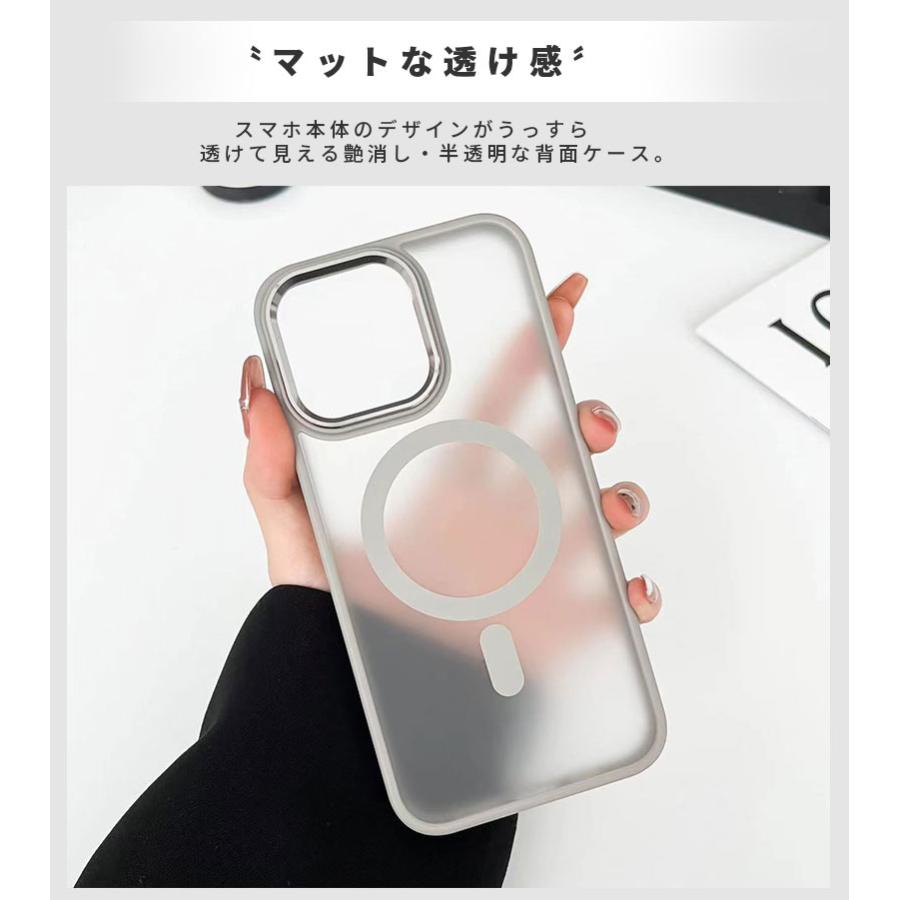 〝マットな透け感〞
スマホ本体のデザインがうっすら
透けて見える艶消し・半透明な背面ケース。